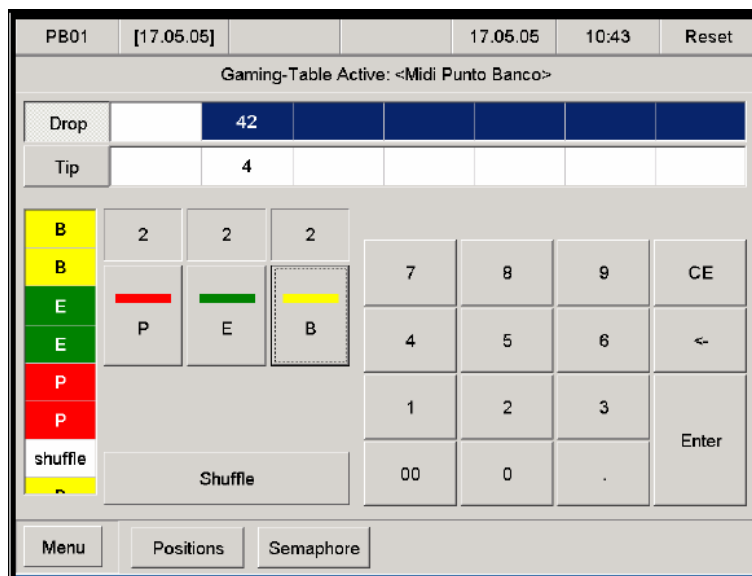 PB01 [17.05.05] 17.05.05 10:43 Reset
Gaming-Table Active: <Midi Punto Banco>
Drop 42
Tip 4
B 2 2 2
B 7 8 9 CE
E P E B
E 4 5 6 <-
P 1 2 3
P Enter
shuffle Shuffle 00 0 .
Menu Positions Semaphore